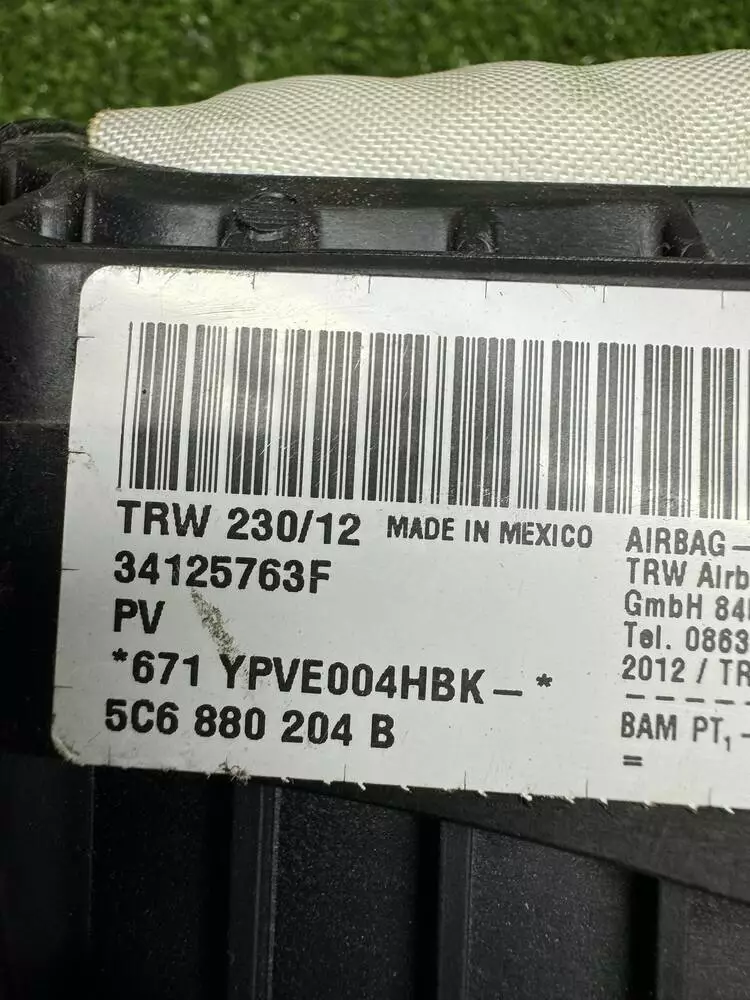 TRW 230/12 MADE IN MEXICO
34125763F
PV
*671 YPVE004HBK-*
5C6 880 204 B
AIRBAG-
TRW Airb
GmbH 84
Tel. 0863
2012 / TR
BAM PT,-
=